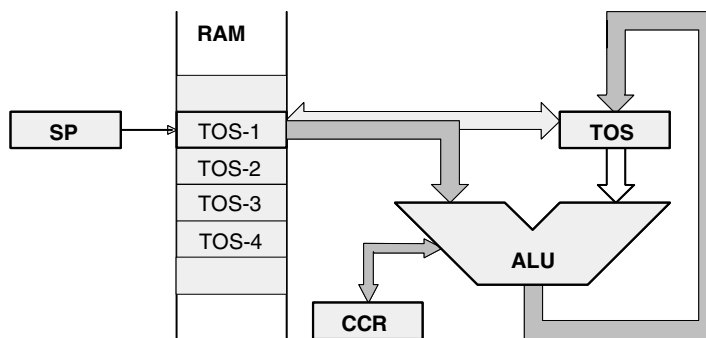 RAM
SP
TOS-1
TOS
TOS-2
TOS-3
TOS-4
ALU
CCR